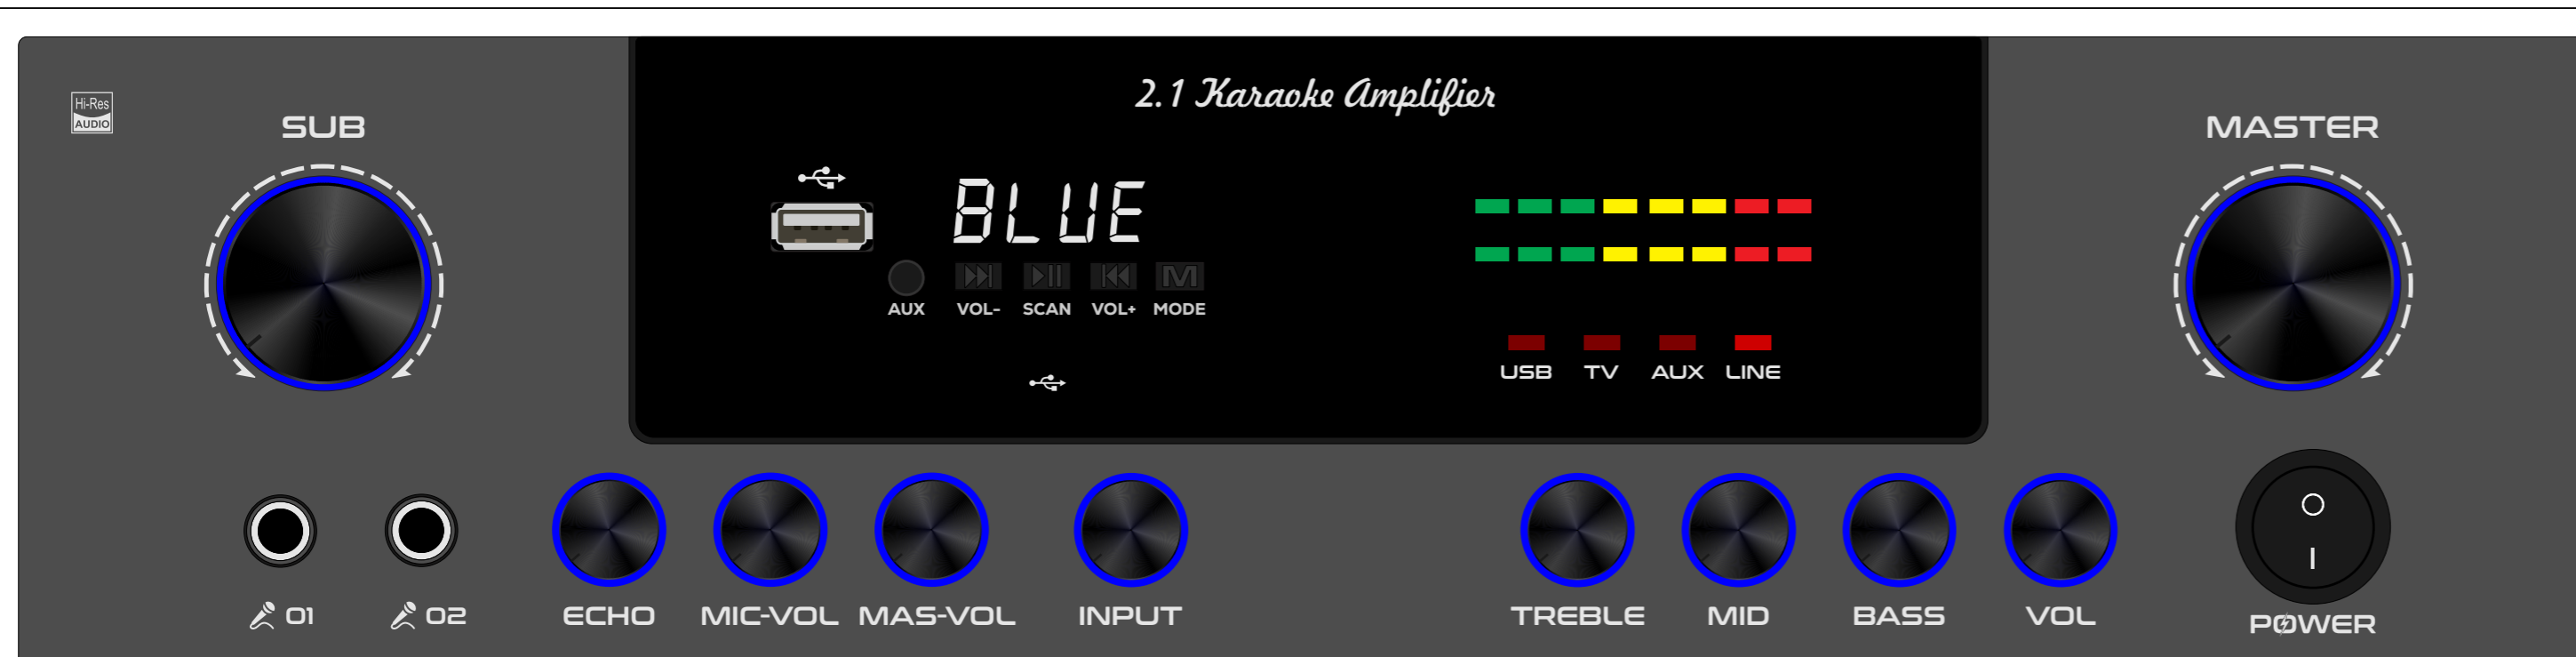 Hi-Res
AUDIO
SUB
2.1 Karaoke Amplifier
MASTER
BLUE
M
AUX VOL- SCAN VOL+ MODE
USB TV AUX LINE
01 02 ECHO MIC-VOL MAS-VOL INPUT TREBLE MID BASS VOL POWER